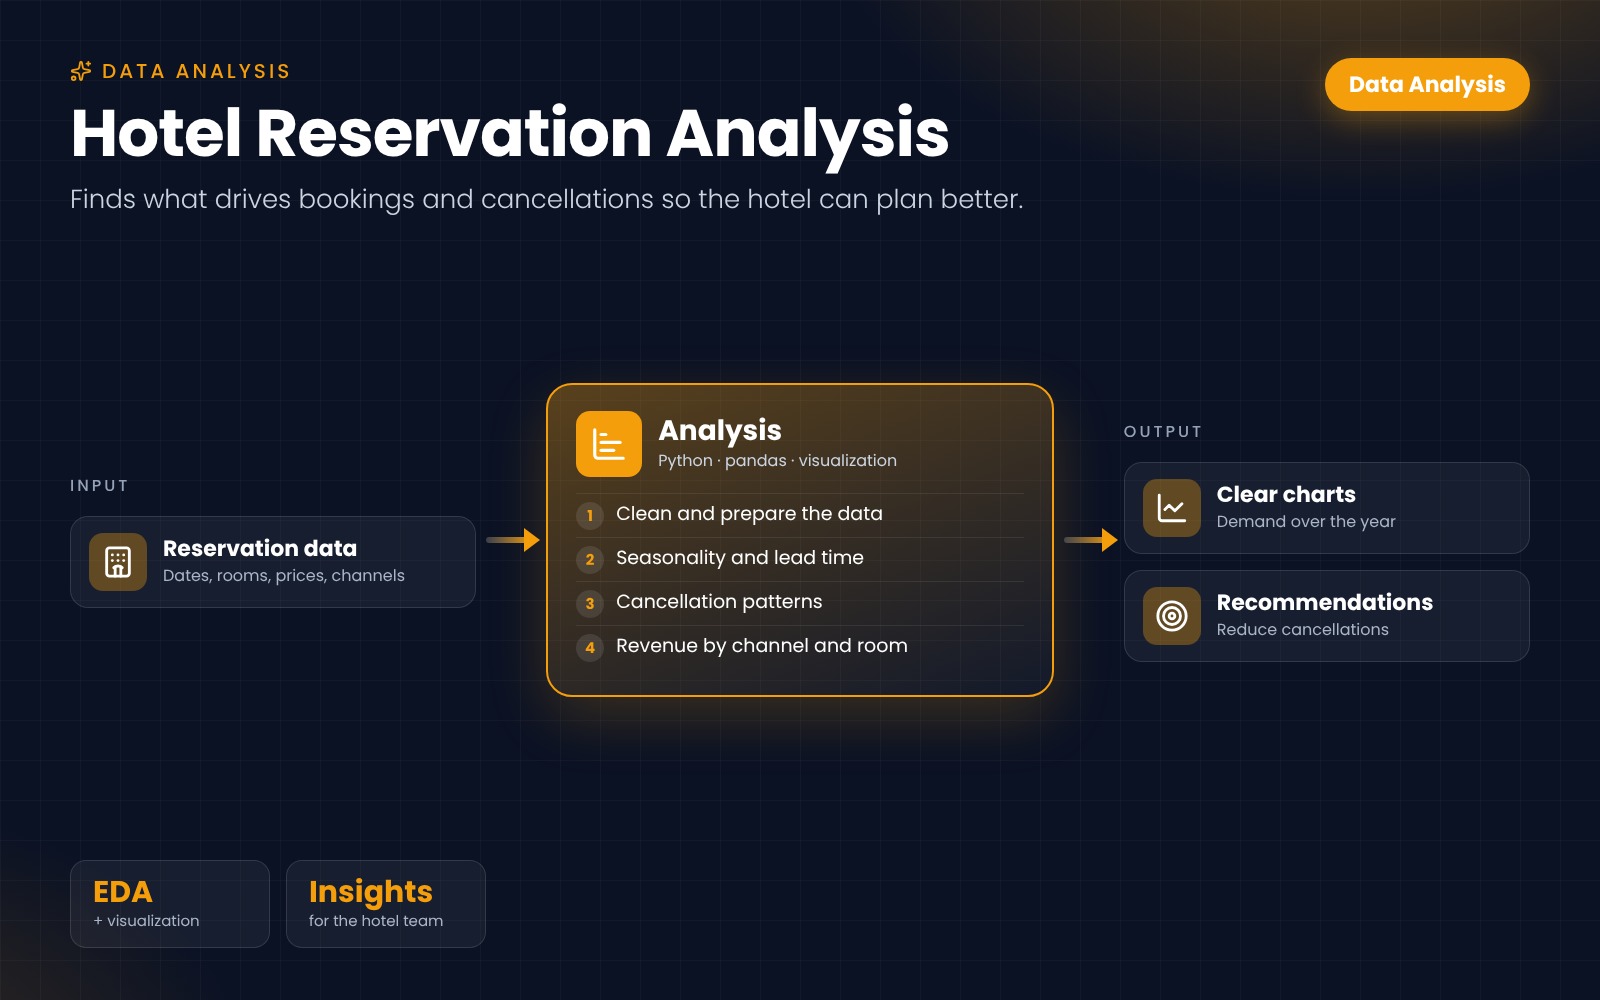 DATA ANALYSIS
Data Analysis
Hotel Reservation Analysis
Finds what drives bookings and cancellations so the hotel can plan better.
INPUT
Reservation data
Dates, rooms, prices, channels
Analysis
Python · pandas · visualization
1 Clean and prepare the data
2 Seasonality and lead time
3 Cancellation patterns
4 Revenue by channel and room
OUTPUT
Clear charts
Demand over the year
Recommendations
Reduce cancellations
EDA
+ visualization
Insights
for the hotel team